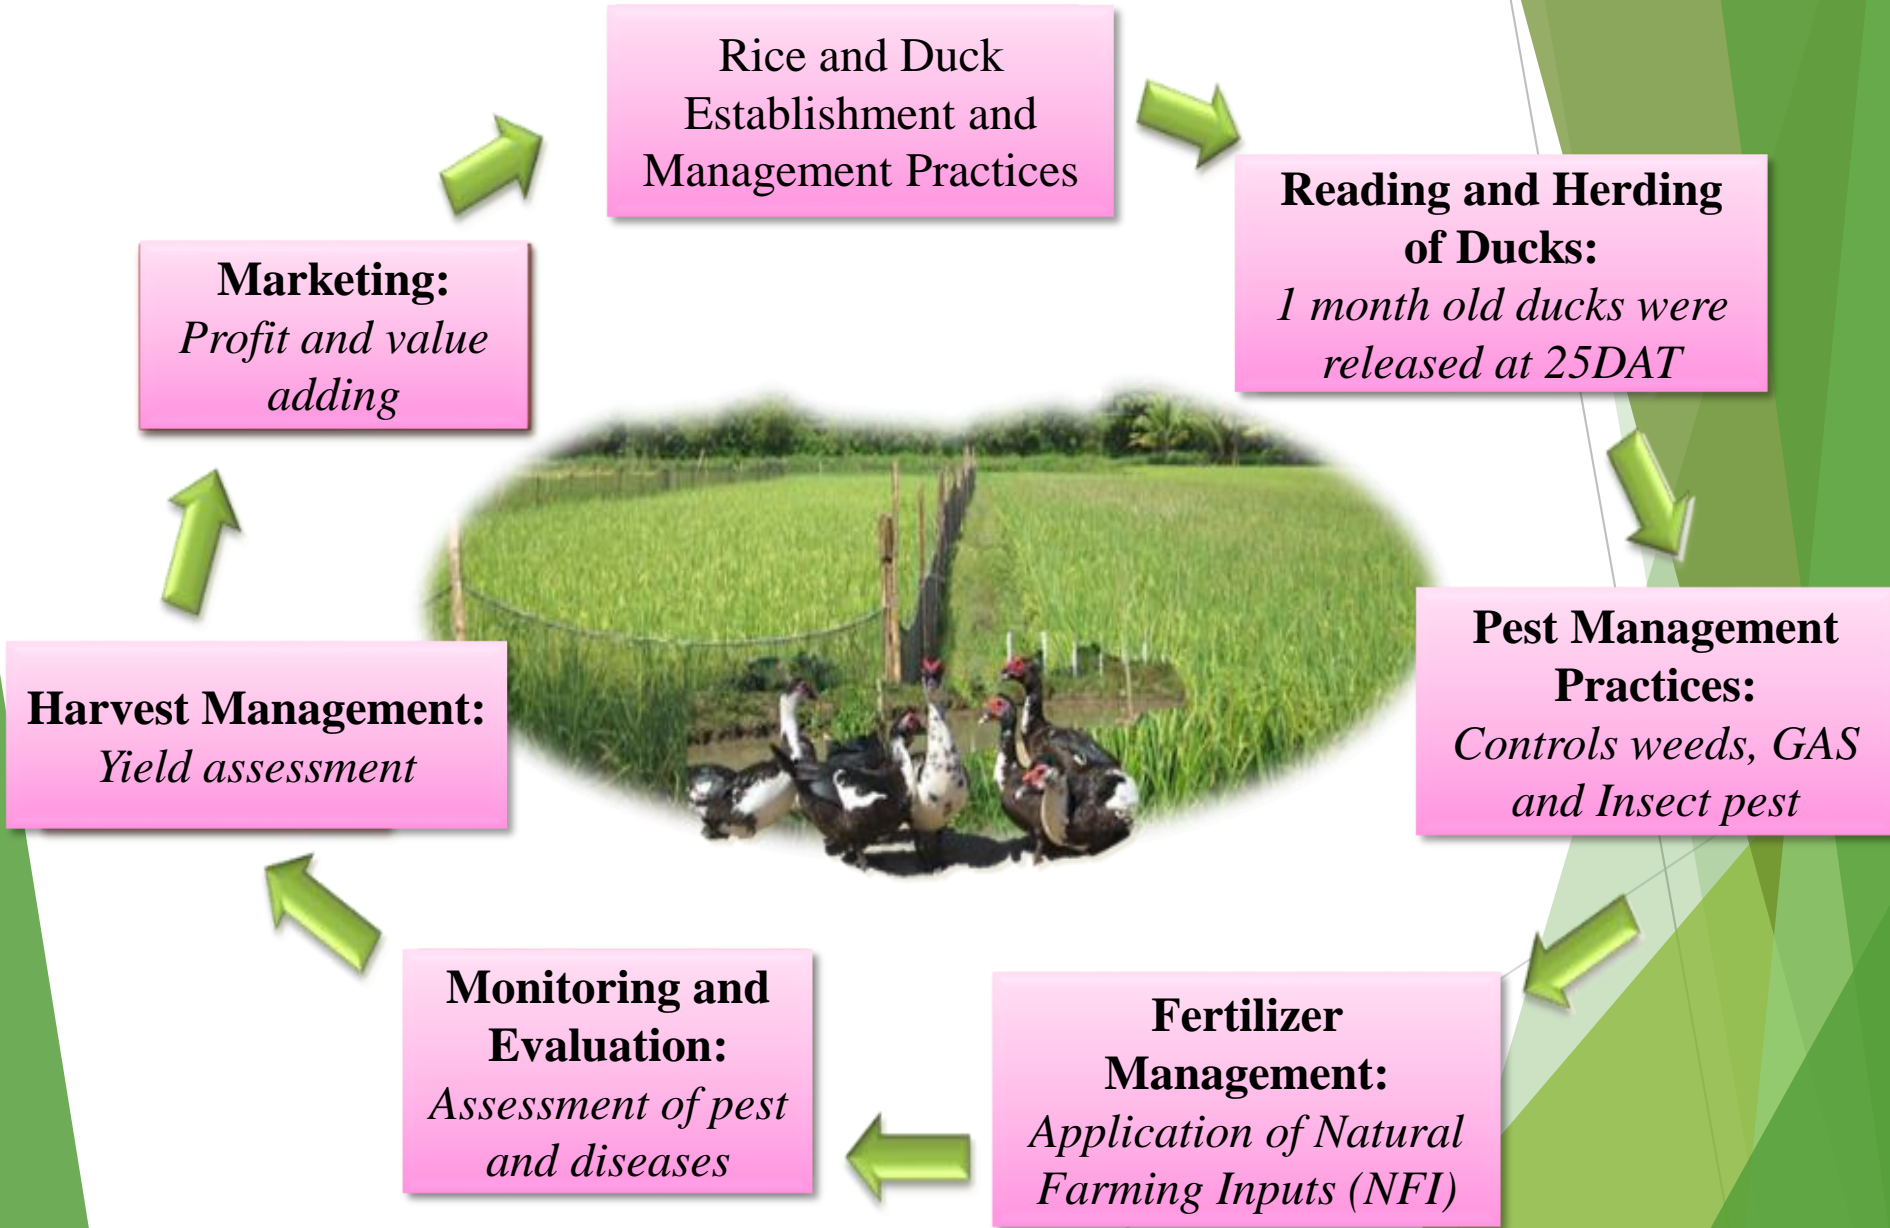 Rice and Duck
Establishment and
Management Practices
Reading and Herding
of Ducks:
1 month old ducks were
released at 25DAT
Pest Management
Practices:
Controls weeds, GAS
and Insect pest
Fertilizer
Management:
Application of Natural
Farming Inputs (NFI)
Monitoring and
Evaluation:
Assessment of pest
and diseases
Harvest Management:
Yield assessment
Marketing:
Profit and value
adding